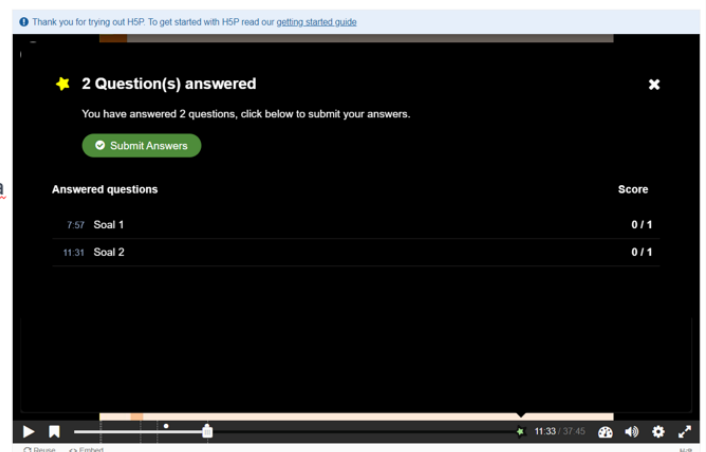 Thank you for trying out H5P. To get started with H5P read our getting started guide
2 Question(s) answered
You have answered 2 questions, click below to submit your answers.
Submit Answers
Answered questions Score
7:57 Soal 1 0 / 1
11:31 Soal 2 0 / 1
11:33 / 37:45
Reuse <> Embed